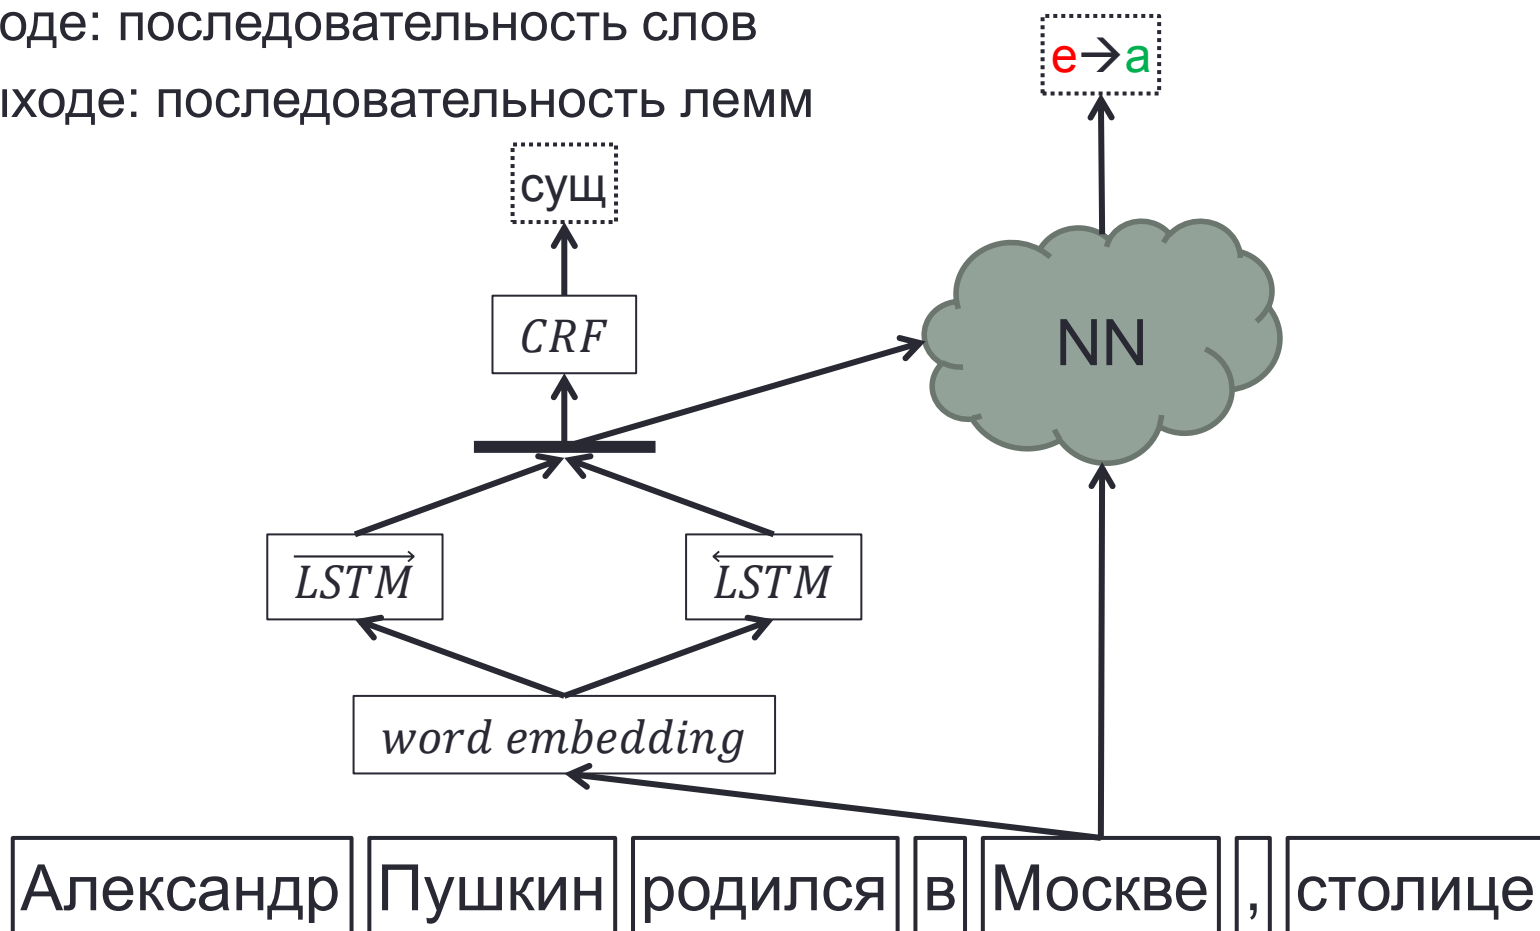 оде: последовательность слов
ыходе: последовательность лемм
e→a
сущ
CRF
NN
LSTM LSTM
word embedding
Александр Пушкин родился в Москве , столице